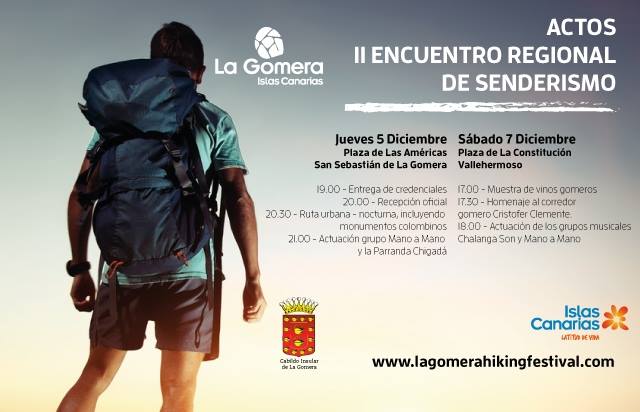 La Gomera
Islas Canarias
ACTOS
II ENCUENTRO REGIONAL
DE SENDERISMO
Jueves 5 Diciembre
Plaza de Las Américas
San Sebastián de La Gomera
19.00 - Entrega de credenciales
20.00 - Recepción oficial
20.30 - Ruta urbana - nocturna, incluyendo
monumentos colombinos
21.00 - Actuación grupo Mano a Mano
y la Parranda Chigadá
Sábado 7 Diciembre
Plaza de La Constitución
Vallehermoso
17.00 - Muestra de vinos gomeros
17.30 - Homenaje al corredor
gomero Cristofer Clemente.
18.00 - Actuación de los grupos musicales
Chalanga Son y Mano a Mano
Cabildo Insular
de La Gomera
Islas
Canarias
LATITUD DE VIDA
www.lagomerahikingfestival.com